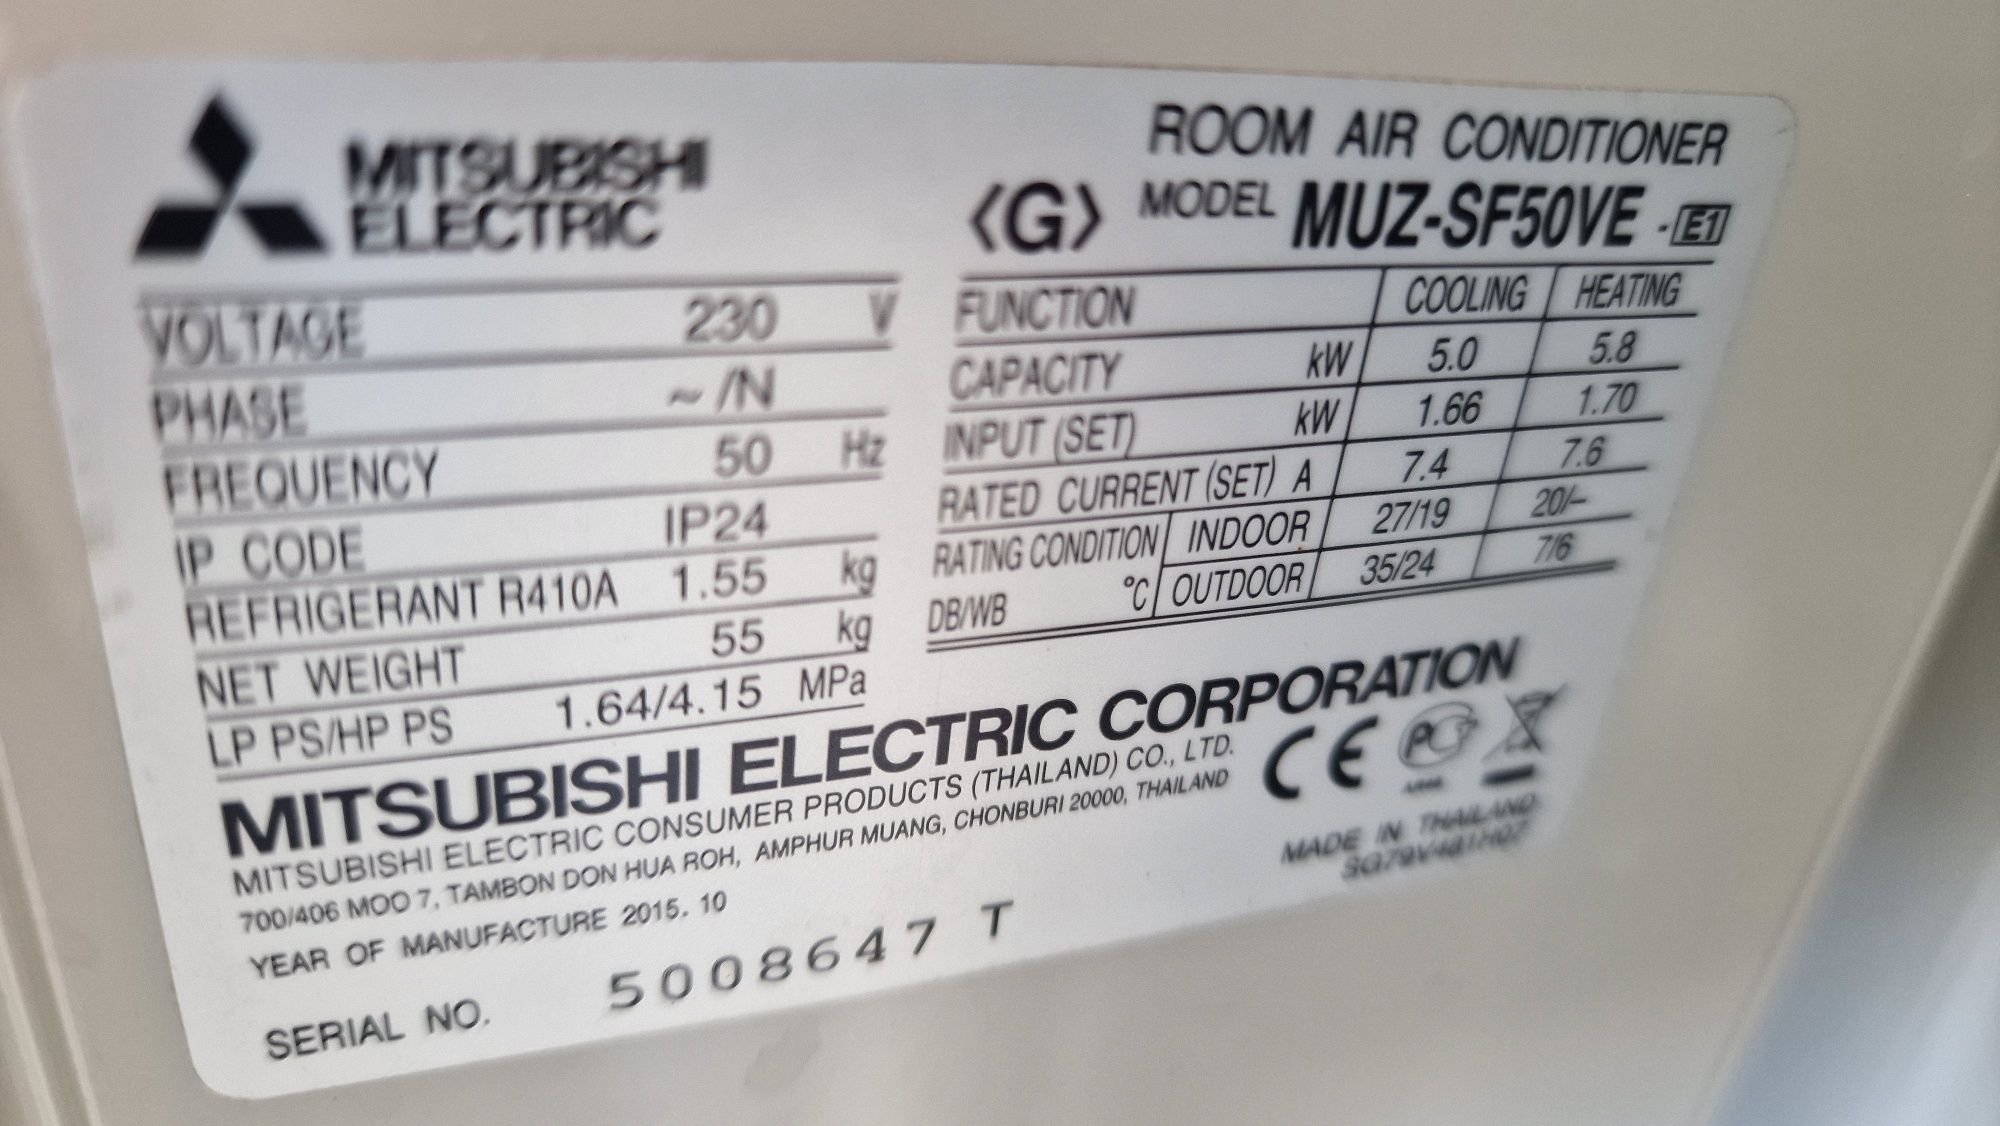 MITSUBISHI
ELECTRIC
ROOM AIR CONDITIONER
<G> MODEL MUZ-SF50VE -E1
VOLTAGE 230 V
PHASE ~/N
FREQUENCY 50 Hz
IP CODE IP24
REFRIGERANT R410A 1.55 kg
NET WEIGHT 55 kg
LP PS/HP PS 1.64/4.15 MPa
FUNCTION COOLING HEATING
CAPACITY kW 5.0 5.8
INPUT (SET) kW 1.66 1.70
RATED CURRENT (SET) A 7.4 7.6
RATING CONDITION INDOOR 27/19 20/-
DB/WB °C OUTDOOR 35/24 7/6
MITSUBISHI ELECTRIC CORPORATION
MITSUBISHI ELECTRIC CONSUMER PRODUCTS (THAILAND) CO., LTD.
700/406 MOO 7, TAMBON DON HUA ROH, AMPHUR MUANG, CHONBURI 20000, THAILAND
CE
YEAR OF MANUFACTURE 2015. 10
MADE IN THAILAND
SERIAL NO. 5008647 T